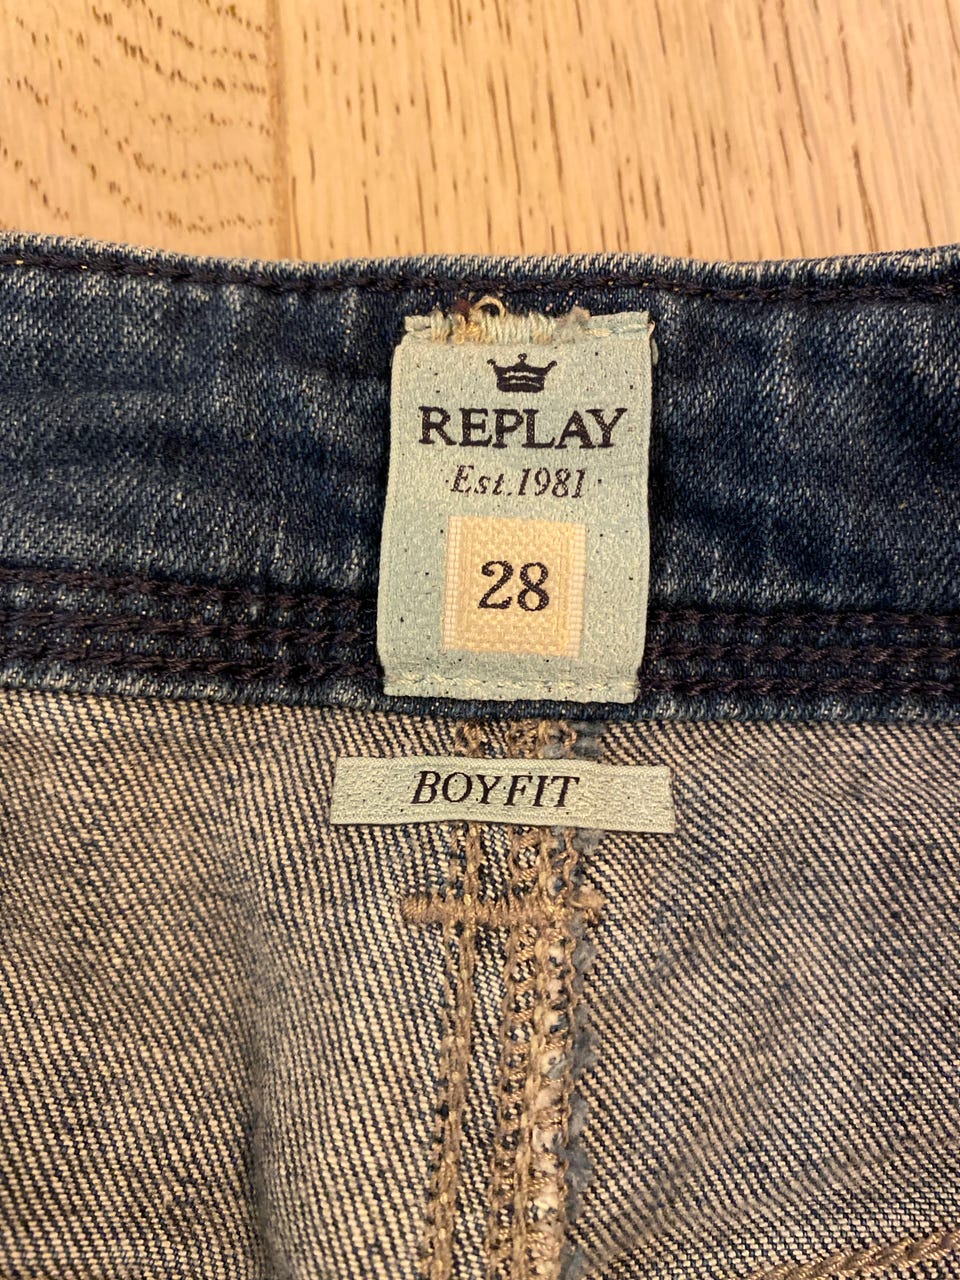 REPLAY
·Est.1981·
28
BOYFIT